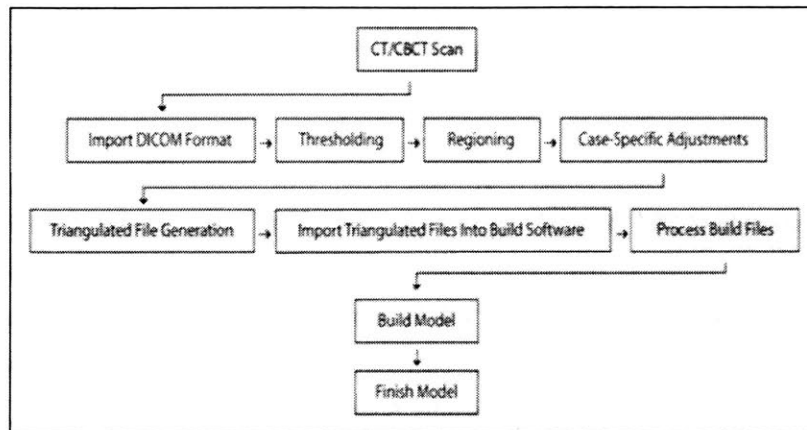 CT/CBCT Scan
Import DICOM Format
Thresholding
Regioning
Case-Specific Adjustments
Triangulated File Generation
Import Triangulated Files Into Build Software
Process Build Files
Build Model
Finish Model